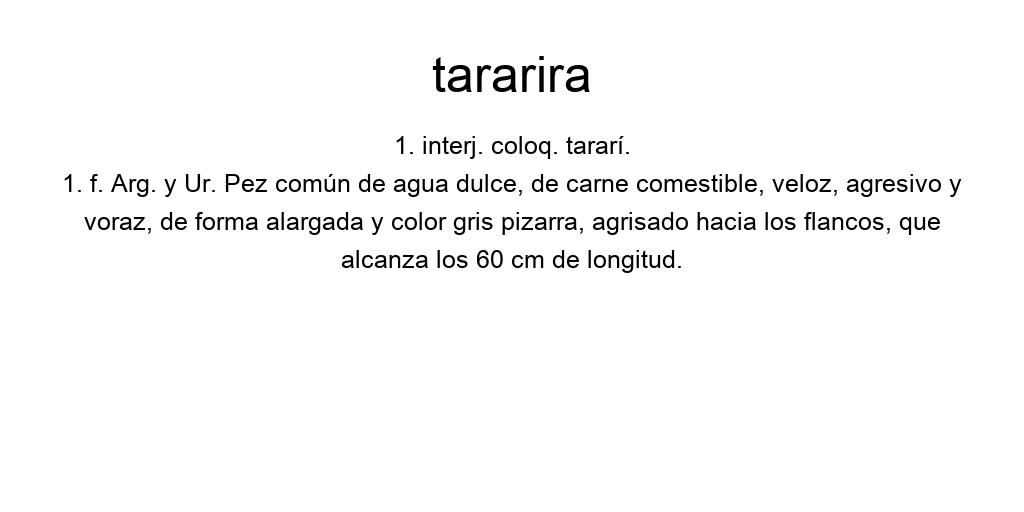 tararira
1. interj. coloq. tararí.
1. f. Arg. y Ur. Pez común de agua dulce, de carne comestible, veloz, agresivo y
voraz, de forma alargada y color gris pizarra, agrisado hacia los flancos, que
alcanza los 60 cm de longitud.